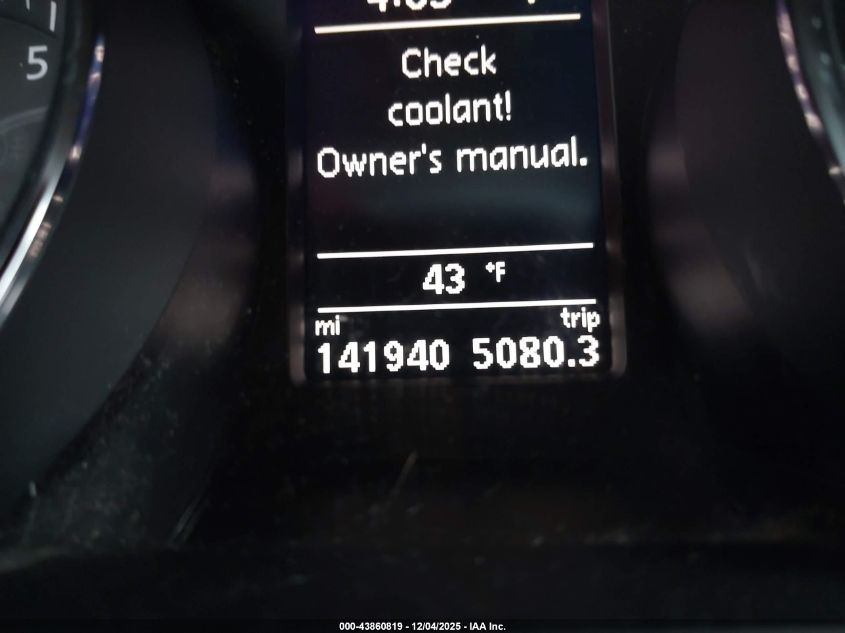 5
Check
coolant!
Owner's manual.
43 °F
mi trip
141940 5080.3
000-43860819 - 12/04/2025 - IAA Inc.